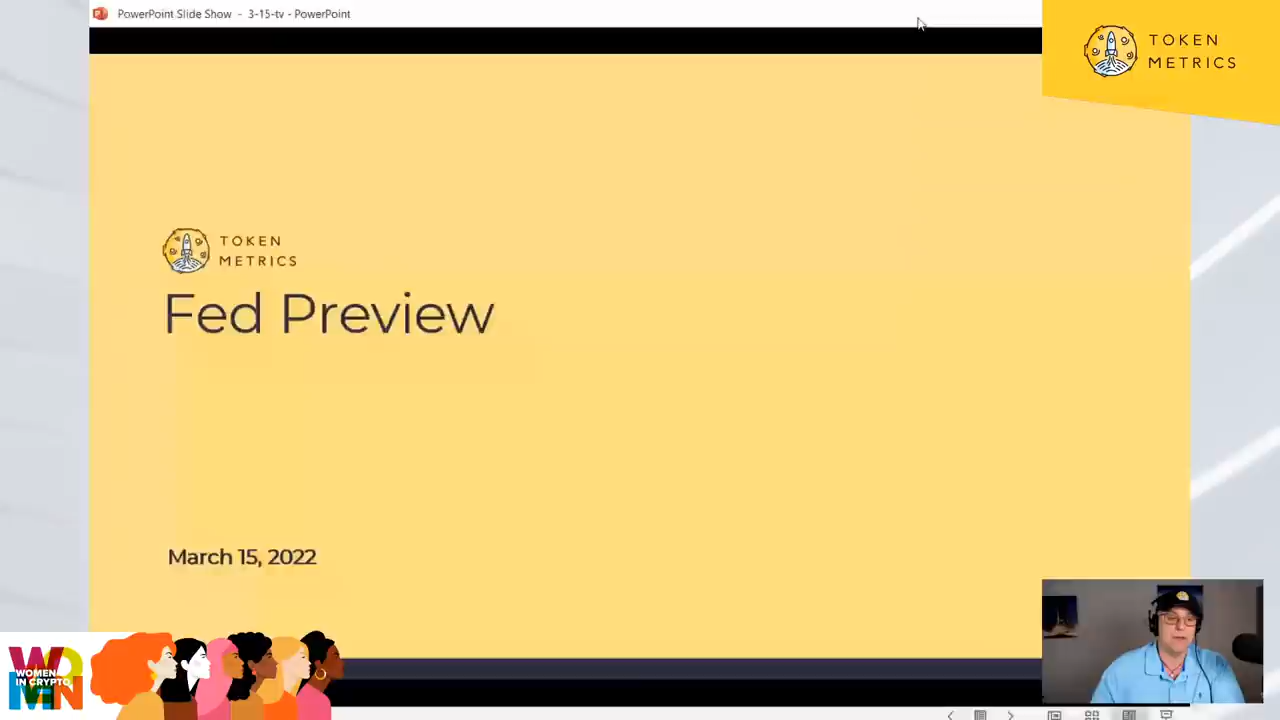 PowerPoint Slide Show - 3-15-tv - PowerPoint
TOKEN
METRICS
TOKEN
METRICS
Fed Preview
March 15, 2022
WOMEN
WOMEN
IN CRYPTO